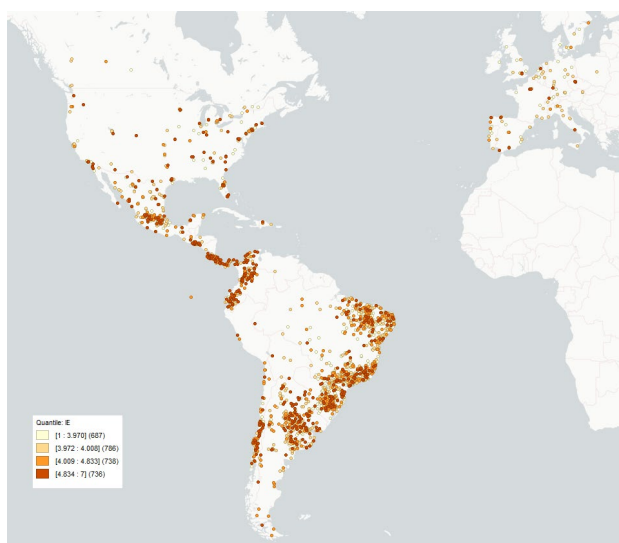 Quantile: IE
[1 : 3.970] (687)
[3.972 : 4.008] (786)
[4.009 : 4.833] (738)
[4.834 : 7] (736)